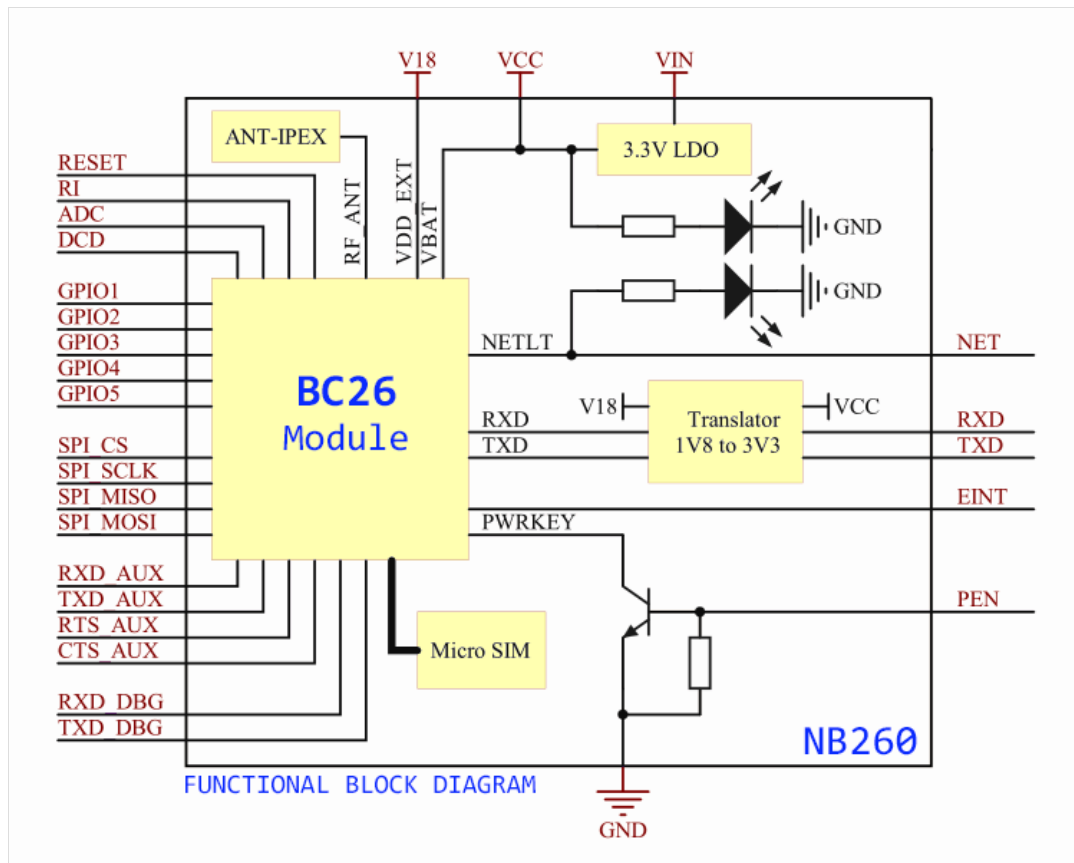 V18
VCC
VIN
ANT-IPEX
3.3V LDO
RESET
RI
ADC
DCD
RF_ANT
VDD_EXT
VBAT
GND
GND
GPIO1
GPIO2
GPIO3
GPIO4
GPIO5
BC26
Module
NETLT
NET
V18
Translator
1V8 to 3V3
VCC
RXD
TXD
RXD
TXD
SPI_CS
SPI_SCLK
SPI_MISO
SPI_MOSI
EINT
PWRKEY
RXD_AUX
TXD_AUX
RTS_AUX
CTS_AUX
PEN
Micro SIM
RXD_DBG
TXD_DBG
NB260
FUNCTIONAL BLOCK DIAGRAM
GND